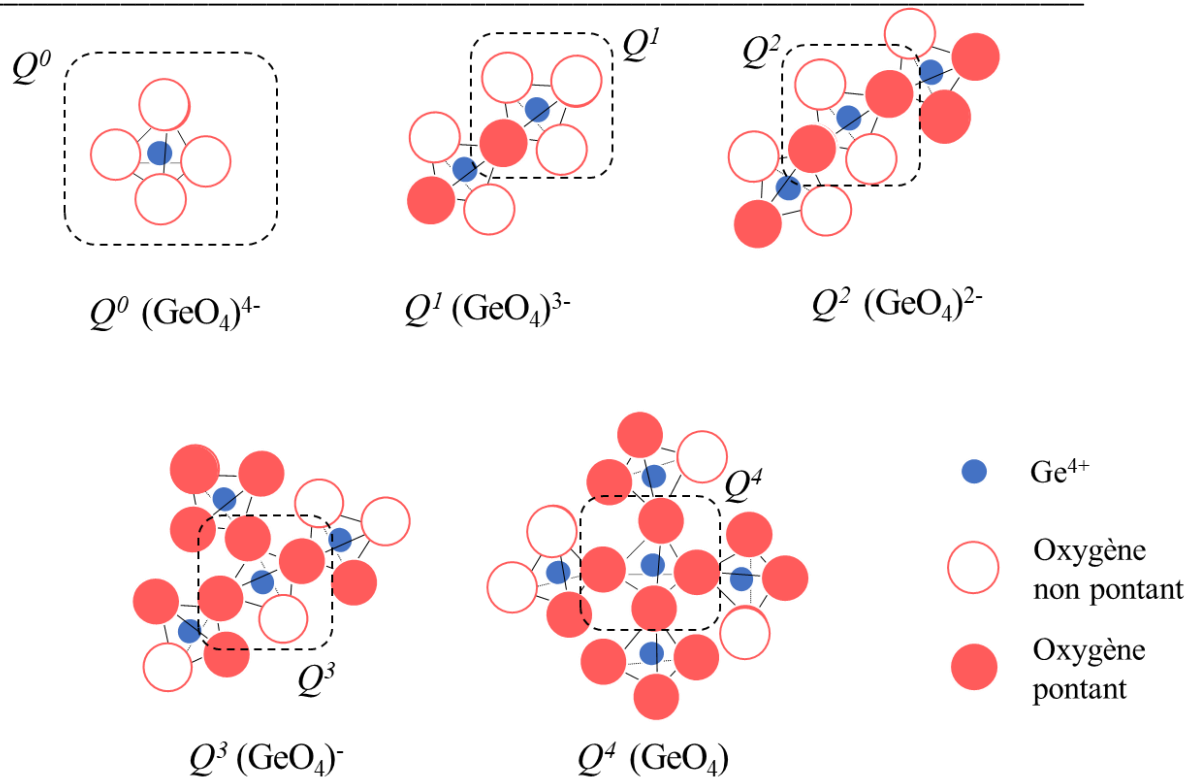 Q⁰
Q¹
Q²
Q⁰ (GeO₄)⁴⁻
Q¹ (GeO₄)³⁻
Q² (GeO₄)²⁻
Q⁴
Ge⁴⁺
Oxygène
non pontant
Oxygène
pontant
Q³
Q³ (GeO₄)⁻
Q⁴ (GeO₄)